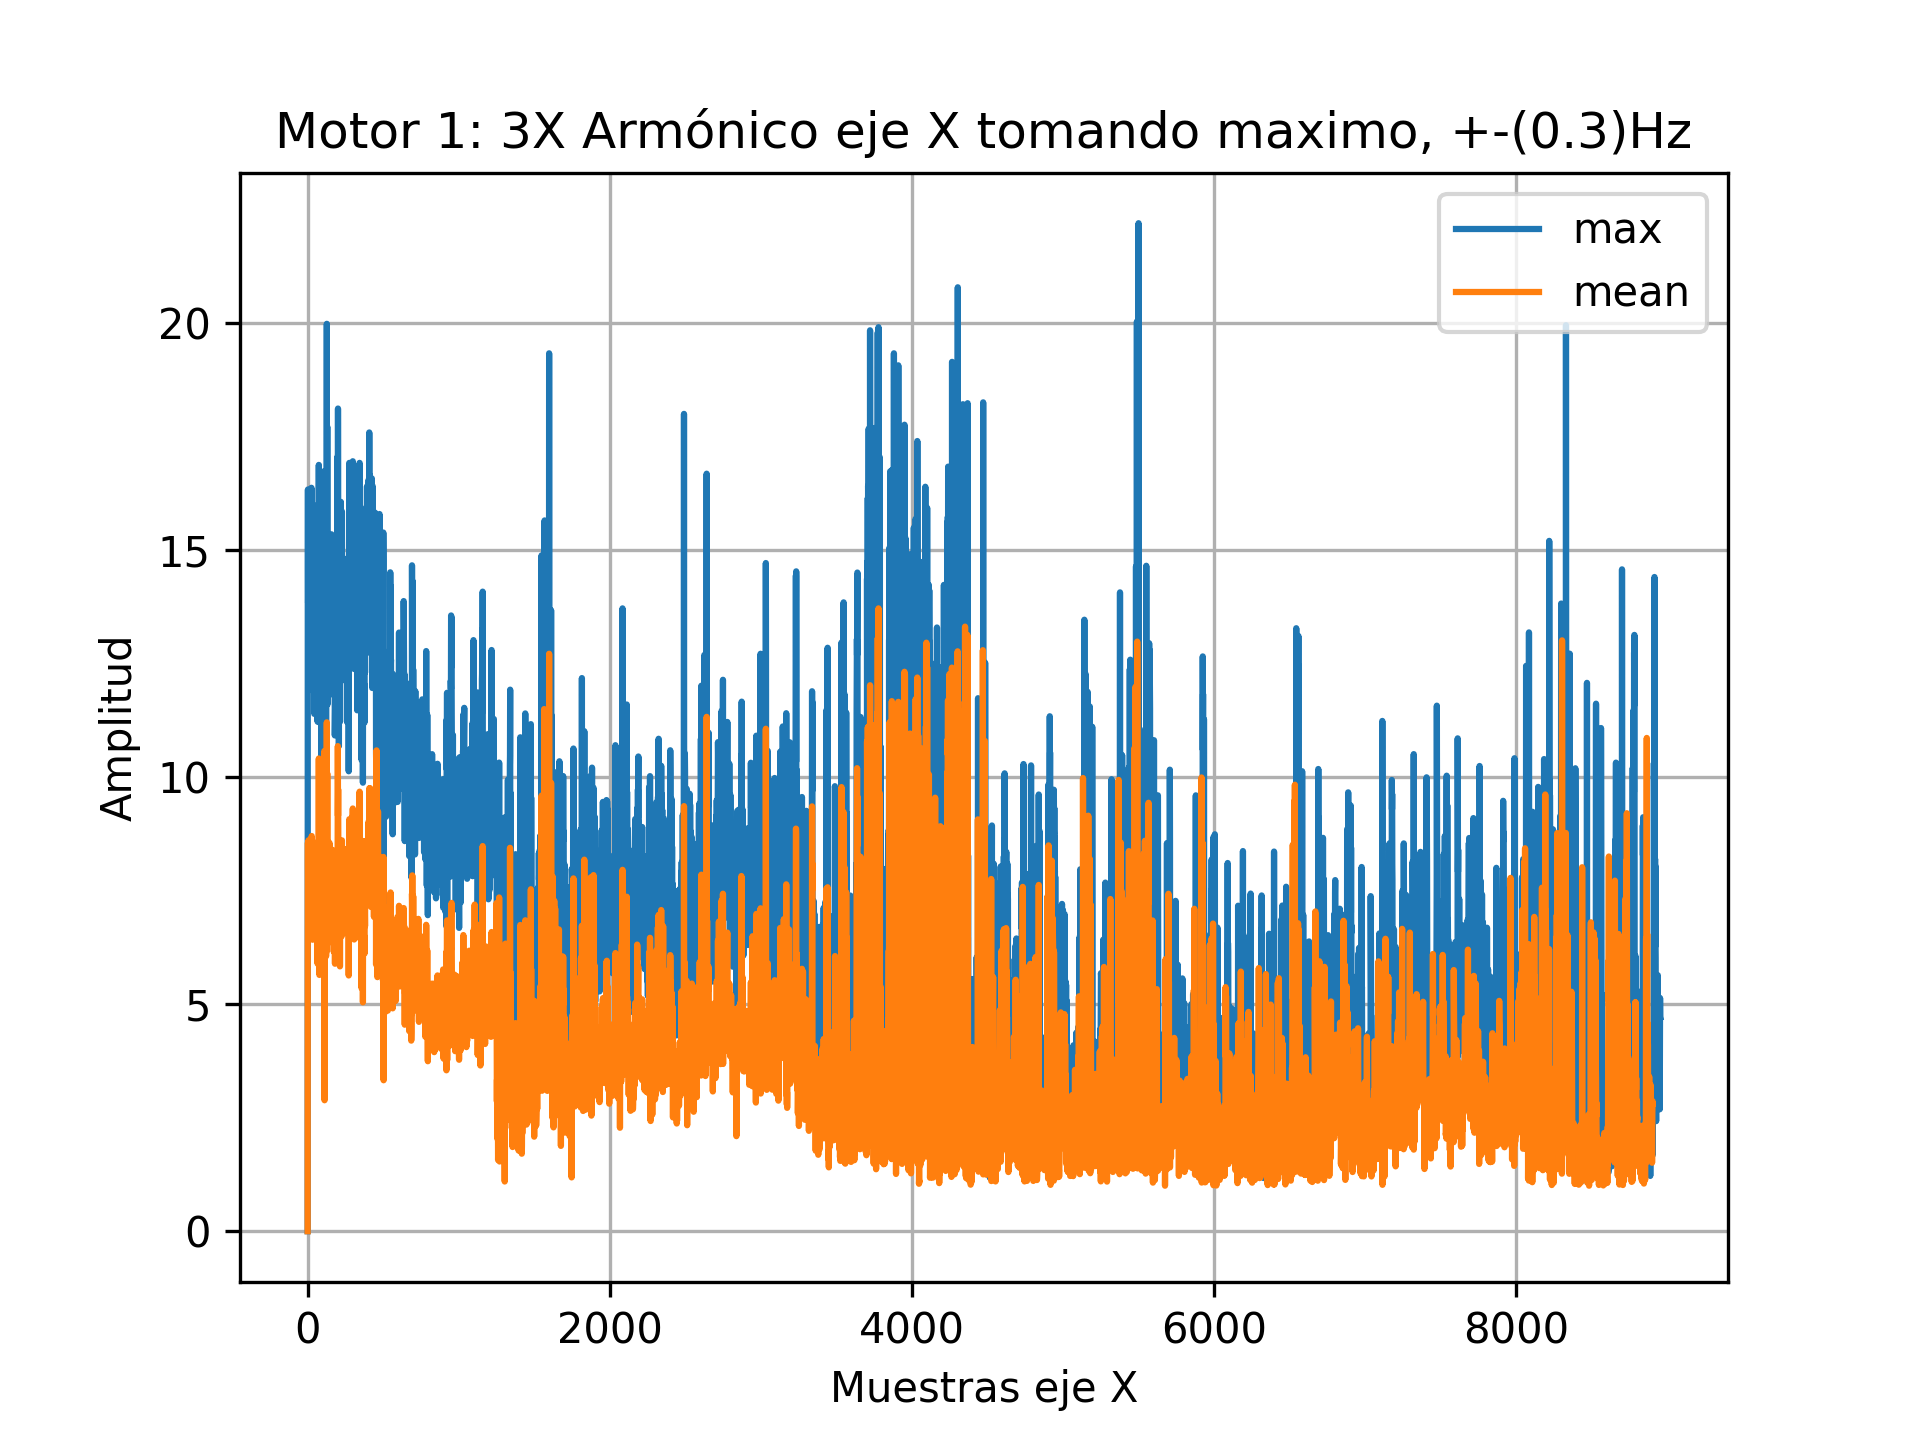 Motor 1: 3X Armónico eje X tomando maximo, +-(0.3)Hz
max
mean
Amplitud
20
15
10
5
0
0 2000 4000 6000 8000
Muestras eje X